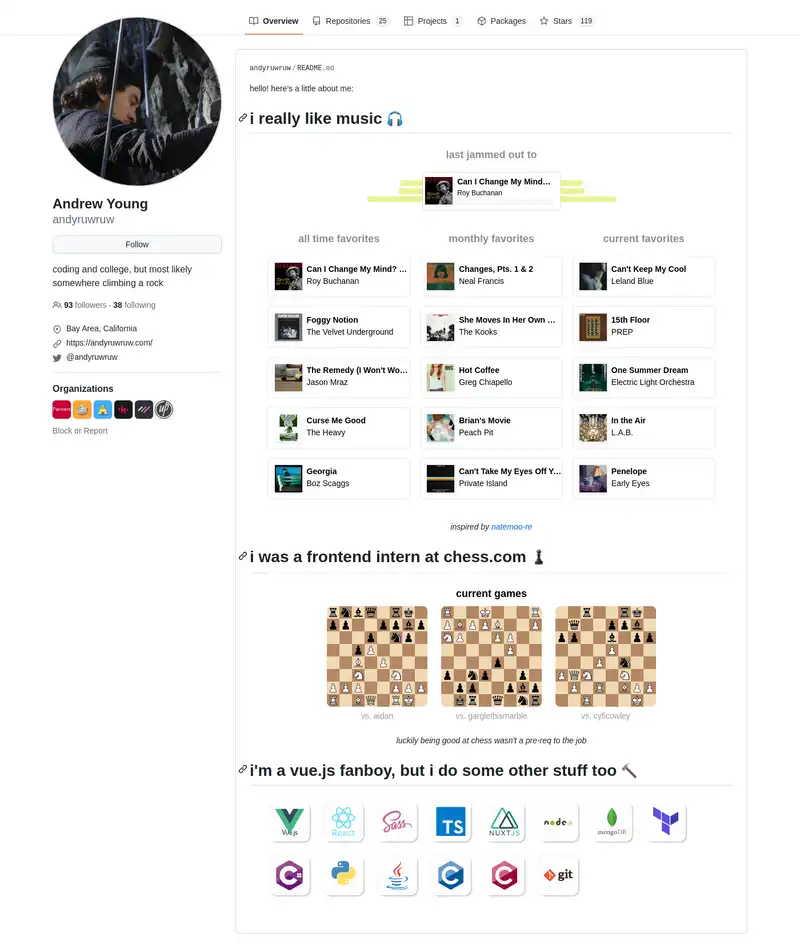 Overview
Repositories 25
Projects 1
Packages
Stars 119
Andrew Young
andyruwruw
Follow
coding and college, but most likely
somewhere climbing a rock
93 followers · 38 following
Bay Area, California
https://andyruwruw.com/
@andyruwruw
Organizations
Block or Report
andyruwruw/README.md
hello! here's a little about me:
i really like music
last jammed out to
Can I Change My Mind…
Roy Buchanan
all time favorites
Can I Change My Mind? …
Roy Buchanan
Foggy Notion
The Velvet Underground
The Remedy (I Won't Wo…
Jason Mraz
Curse Me Good
The Heavy
Georgia
Boz Scaggs
monthly favorites
Changes, Pts. 1 & 2
Neal Francis
She Moves In Her Own …
The Kooks
Hot Coffee
Greg Chiapello
Brian's Movie
Peach Pit
Can't Take My Eyes Off Y…
Private Island
current favorites
Can't Keep My Cool
Leland Blue
15th Floor
PREP
One Summer Dream
Electric Light Orchestra
In the Air
L.A.B.
Penelope
Early Eyes
inspired by natemoo-re
i was a frontend intern at chess.com
current games
vs. aidan
vs. garglethismarble
vs. cyficowley
luckily being good at chess wasn't a pre-req to the job
i'm a vue.js fanboy, but i do some other stuff too
Vue.js
React
Sass
TS
NUXTJS
node
mongoDB
C#
Java
C
C
git